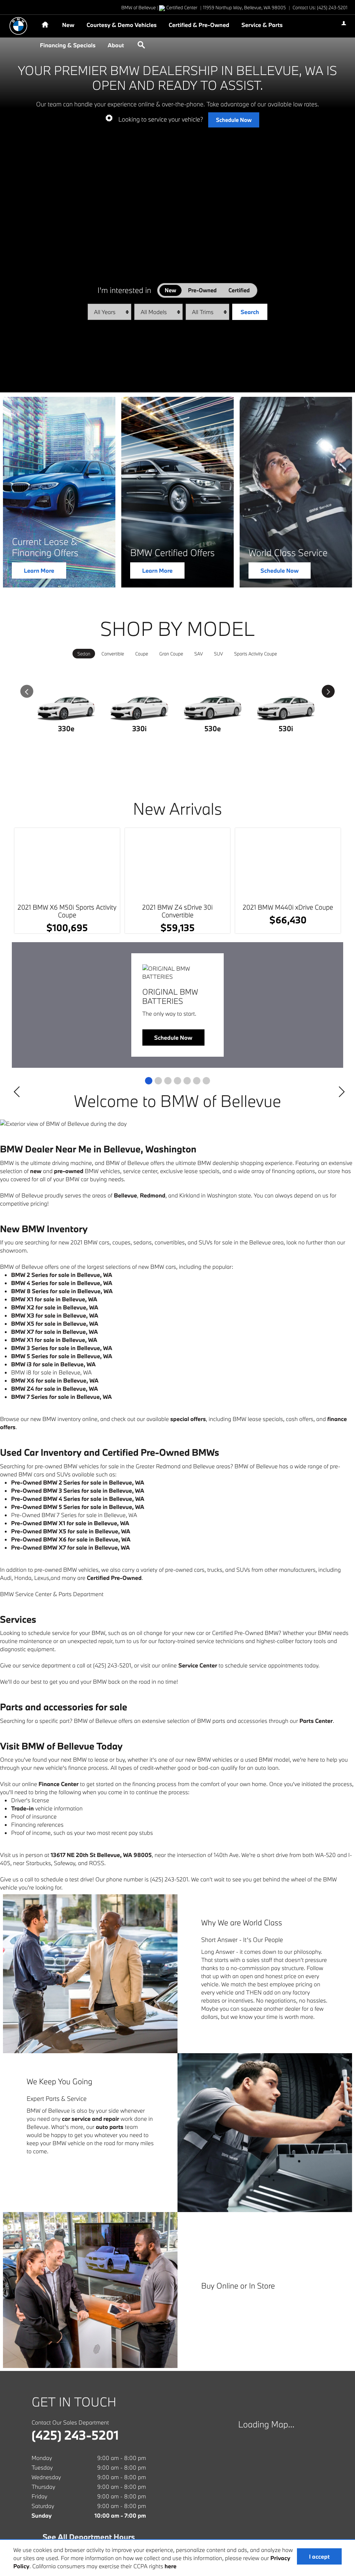 BMW of Bellevue | Certified Center | 11959 Northup Way, Bellevue, WA 98005 | Contact Us: (425) 243-5201
New Courtesy & Demo Vehicles Certified & Pre-Owned Service & Parts
Financing & Specials About
YOUR PREMIER BMW DEALERSHIP IN BELLEVUE, WA IS
OPEN AND READY TO ASSIST.
Our team can handle your experience online & over-the-phone. Take advantage of our available low rates.
Looking to service your vehicle? Schedule Now
I'm interested in New Pre-Owned Certified
All Years All Models All Trims Search
Current Lease &
Financing Offers
Learn More
BMW Certified Offers
Learn More
World Class Service
Schedule Now
SHOP BY MODEL
Sedan Convertible Coupe Gran Coupe SAV SUV Sports Activity Coupe
330e 330i 530e 530i
New Arrivals
2021 BMW X6 M50i Sports Activity
Coupe
$100,695
2021 BMW Z4 sDrive 30i
Convertible
$59,135
2021 BMW M440i xDrive Coupe
$66,430
ORIGINAL BMW
BATTERIES
ORIGINAL BMW
BATTERIES
The only way to start.
Schedule Now
Welcome to BMW of Bellevue
Exterior view of BMW of Bellevue during the day
BMW Dealer Near Me in Bellevue, Washington
BMW is the ultimate driving machine, and BMW of Bellevue offers the ultimate BMW dealership shopping experience. Featuring an extensive
selection of new and pre-owned BMW vehicles, service center, exclusive lease specials, and a wide array of financing options, our store has
you covered for all of your BMW car buying needs.
BMW of Bellevue proudly serves the areas of Bellevue, Redmond, and Kirkland in Washington state. You can always depend on us for
competitive pricing!
New BMW Inventory
If you are searching for new 2021 BMW cars, coupes, sedans, convertibles, and SUVs for sale in the Bellevue area, look no further than our
showroom.
BMW of Bellevue offers one of the largest selections of new BMW cars, including the popular:
BMW 2 Series for sale in Bellevue, WA
BMW 4 Series for sale in Bellevue, WA
BMW 8 Series for sale in Bellevue, WA
BMW X1 for sale in Bellevue, WA
BMW X2 for sale in Bellevue, WA
BMW X3 for sale in Bellevue, WA
BMW X5 for sale in Bellevue, WA
BMW X7 for sale in Bellevue, WA
BMW X1 for sale in Bellevue, WA
BMW 3 Series for sale in Bellevue, WA
BMW 5 Series for sale in Bellevue, WA
BMW i3 for sale in Bellevue, WA
BMW i8 for sale in Bellevue, WA
BMW X6 for sale in Bellevue, WA
BMW Z4 for sale in Bellevue, WA
BMW 7 Series for sale in Bellevue, WA
Browse our new BMW inventory online, and check out our available special offers, including BMW lease specials, cash offers, and finance
offers.
Used Car Inventory and Certified Pre-Owned BMWs
Searching for pre-owned BMW vehicles for sale in the Greater Redmond and Bellevue areas? BMW of Bellevue has a wide range of pre-
owned BMW cars and SUVs available such as:
Pre-Owned BMW 2 Series for sale in Bellevue, WA
Pre-Owned BMW 3 Series for sale in Bellevue, WA
Pre-Owned BMW 4 Series for sale in Bellevue, WA
Pre-Owned BMW 5 Series for sale in Bellevue, WA
Pre-Owned BMW 7 Series for sale in Bellevue, WA
Pre-Owned BMW X1 for sale in Bellevue, WA
Pre-Owned BMW X5 for sale in Bellevue, WA
Pre-Owned BMW X6 for sale in Bellevue, WA
Pre-Owned BMW X7 for sale in Bellevue, WA
In addition to pre-owned BMW vehicles, we also carry a variety of pre-owned cars, trucks, and SUVs from other manufacturers, including
Audi, Honda, Lexus,and many are Certified Pre-Owned.
BMW Service Center & Parts Department
Services
Looking to schedule service for your BMW, such as an oil change for your new car or Certified Pre-Owned BMW? Whether your BMW needs
routine maintenance or an unexpected repair, turn to us for our factory-trained service technicians and highest-caliber factory tools and
diagnostic equipment.
Give our service department a call at (425) 243-5201, or visit our online Service Center to schedule service appointments today.
We'll do our best to get you and your BMW back on the road in no time!
Parts and accessories for sale
Searching for a specific part? BMW of Bellevue offers an extensive selection of BMW parts and accessories through our Parts Center.
Visit BMW of Bellevue Today
Once you've found your next BMW to lease or buy, whether it's one of our new BMW vehicles or a used BMW model, we're here to help you
through your new vehicle's finance process. All types of credit-whether good or bad-can qualify for an auto loan.
Visit our online Finance Center to get started on the financing process from the comfort of your own home. Once you've initiated the process,
you'll need to bring the following when you come in to continue the process:
Driver's license
Trade-in vehicle information
Proof of insurance
Financing references
Proof of income, such as your two most recent pay stubs
Visit us in person at 13617 NE 20th St Bellevue, WA 98005, near the intersection of 140th Ave. We're a short drive from both WA-520 and I-
405, near Starbucks, Safeway, and ROSS.
Give us a call to schedule a test drive! Our phone number is (425) 243-5201. We can't wait to see you get behind the wheel of the BMW
vehicle you're looking for.
Why We are World Class
Short Answer - it's Our People
Long Answer - it comes down to our philosophy.
That starts with a sales staff that doesn't pressure
thanks to a no-commission pay structure. Follow
that up with an open and honest price on every
vehicle. We match the best employee pricing on
every vehicle and THEN add on any factory
rebates or incentives. No negotiations, no hassles.
Maybe you can squeeze another dealer for a few
dollars, but we know your time is worth more.
We Keep You Going
Expert Parts & Service
BMW of Bellevue is also by your side whenever
you need any car service and repair work done in
Bellevue. What's more, our auto parts team
would be happy to get you whatever you need to
keep your BMW vehicle on the road for many miles
to come.
Buy Online or In Store
GET IN TOUCH
Contact Our Sales Department
(425) 243-5201
Loading Map...
Monday 9:00 am - 8:00 pm
Tuesday 9:00 am - 8:00 pm
Wednesday 9:00 am - 8:00 pm
Thursday 9:00 am - 8:00 pm
Friday 9:00 am - 8:00 pm
Saturday 9:00 am - 8:00 pm
Sunday 10:00 am - 7:00 pm
See All Department Hours
We use cookies and browser activity to improve your experience, personalize content and ads, and analyze how
our sites are used. For more information on how we collect and use this information, please review our Privacy
Policy. California consumers may exercise their CCPA rights here
I accept